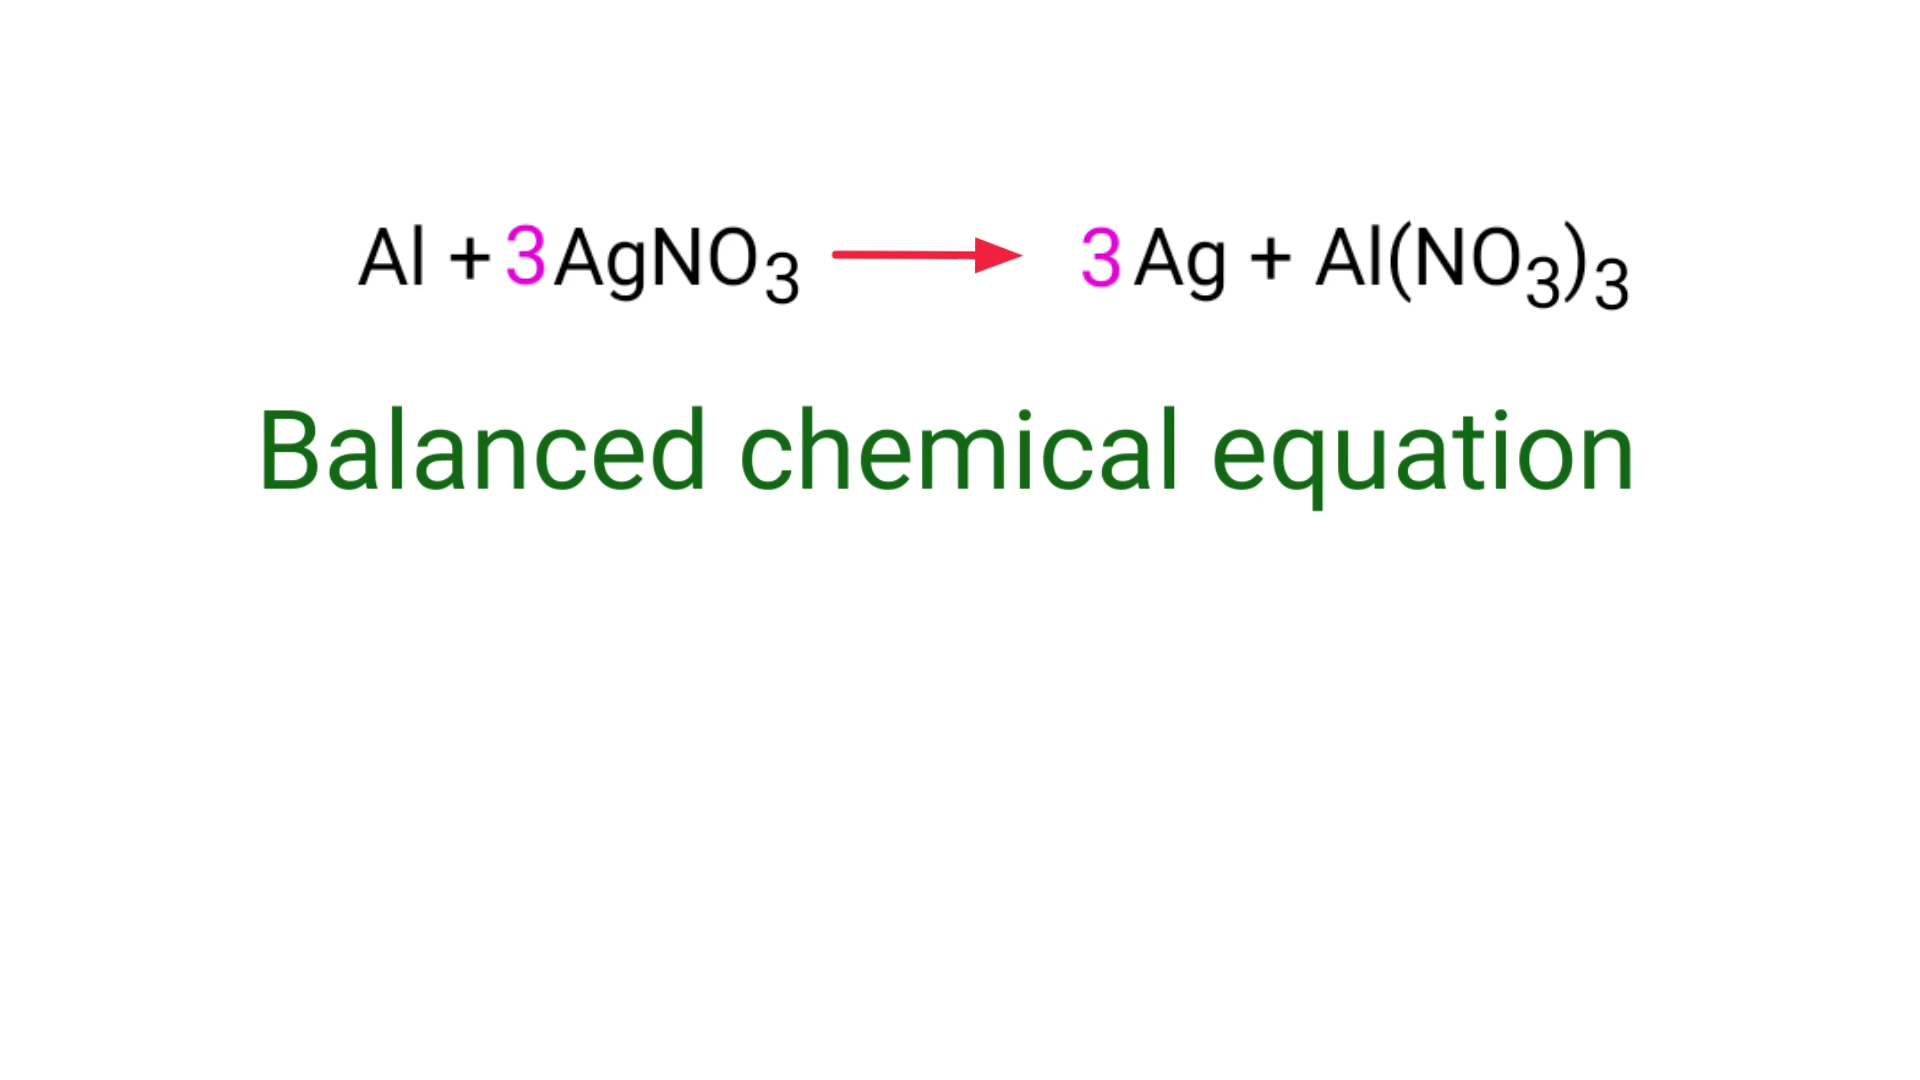 Al + 3AgNO₃ → 3Ag + Al(NO₃)₃
Balanced chemical equation